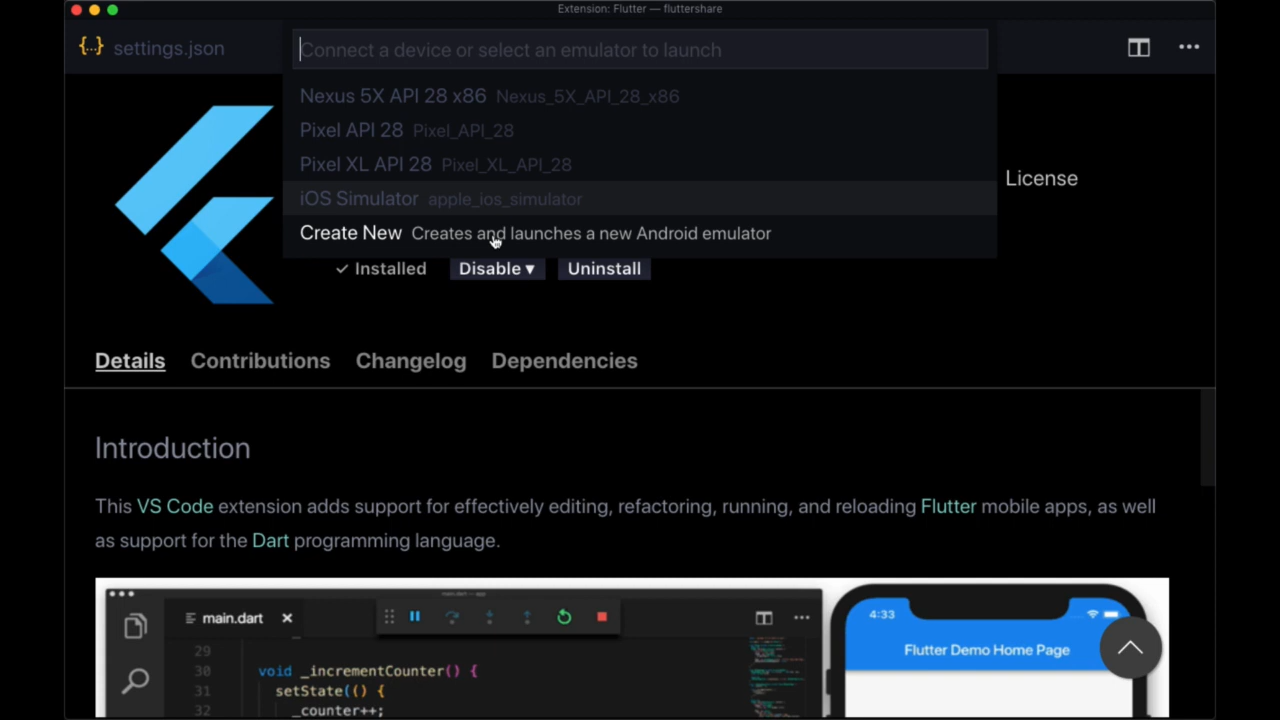 Extension: Flutter — fluttershare
{..} settings.json
Connect a device or select an emulator to launch
Nexus 5X API 28 x86 Nexus_5X_API_28_x86
Pixel API 28 Pixel_API_28
Pixel XL API 28 Pixel_XL_API_28
License
iOS Simulator apple_ios_simulator
Create New Creates and launches a new Android emulator
✓ Installed Disable ▾ Uninstall
Details Contributions Changelog Dependencies
Introduction
This VS Code extension adds support for effectively editing, refactoring, running, and reloading Flutter mobile apps, as well
as support for the Dart programming language.
main.dart
4:33
29
Flutter Demo Home Page
30 void _incrementCounter() {
31 setState(() {
32 _counter++;